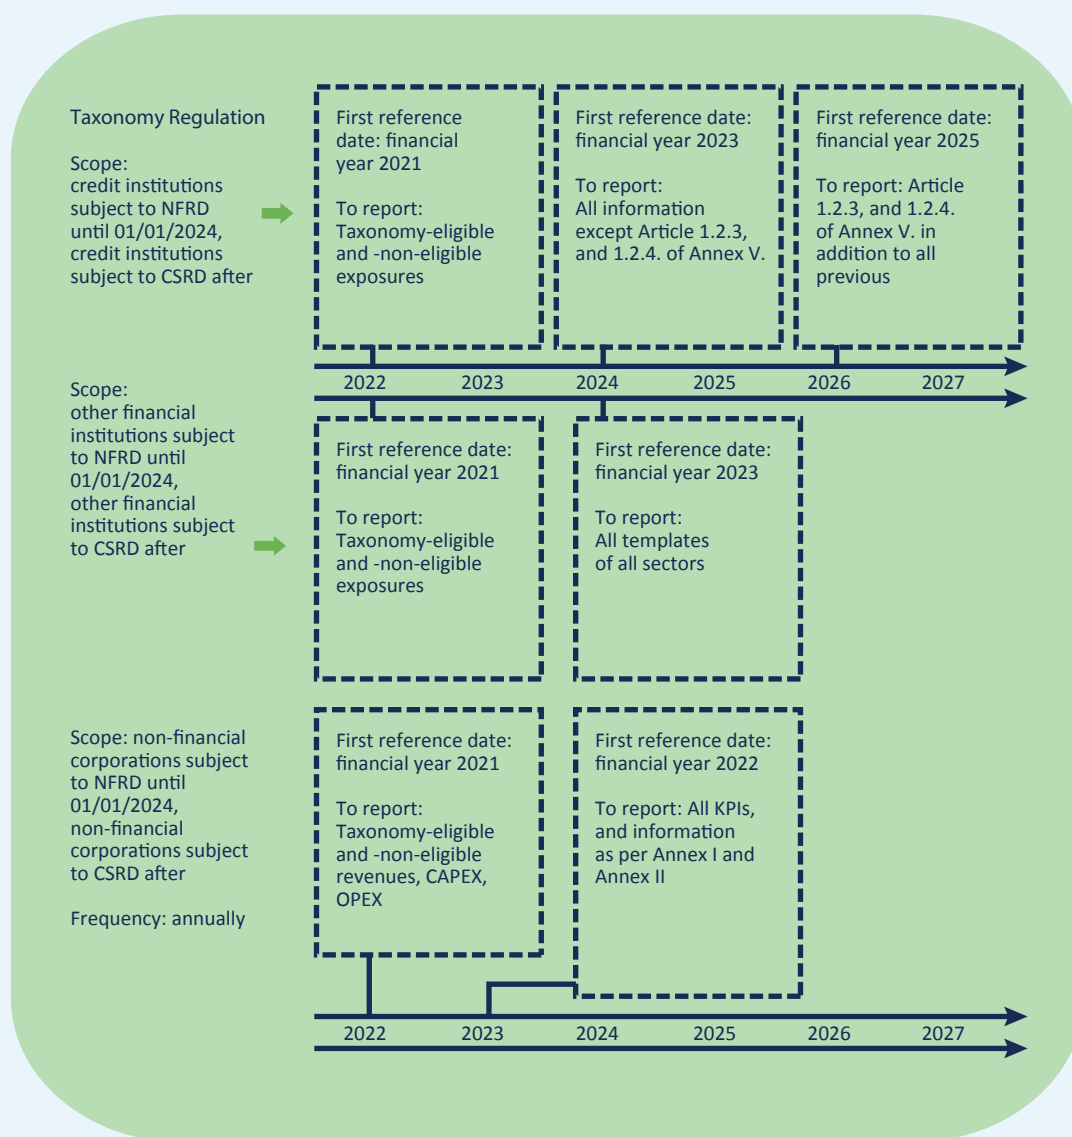 Taxonomy Regulation
Scope:
credit institutions
subject to NFRD
until 01/01/2024,
credit institutions
subject to CSRD after
First reference
date: financial
year 2021
To report:
Taxonomy-eligible
and -non-eligible
exposures
First reference date:
financial year 2023
To report:
All information
except Article 1.2.3,
and 1.2.4. of Annex V.
First reference date:
financial year 2025
To report: Article
1.2.3, and 1.2.4.
of Annex V. in
addition to all
previous
2022 2023 2024 2025 2026 2027
Scope:
other financial
institutions subject
to NFRD until
01/01/2024,
other financial
institutions subject
to CSRD after
First reference date:
financial year 2021
To report:
Taxonomy-eligible
and -non-eligible
exposures
First reference date:
financial year 2023
To report:
All templates
of all sectors
Scope: non-financial
corporations subject
to NFRD until
01/01/2024,
non-financial
corporations subject
to CSRD after
Frequency: annually
First reference date:
financial year 2021
To report:
Taxonomy-eligible
and -non-eligible
revenues, CAPEX,
OPEX
First reference date:
financial year 2022
To report: All KPIs,
and information
as per Annex I and
Annex II
2022 2023 2024 2025 2026 2027